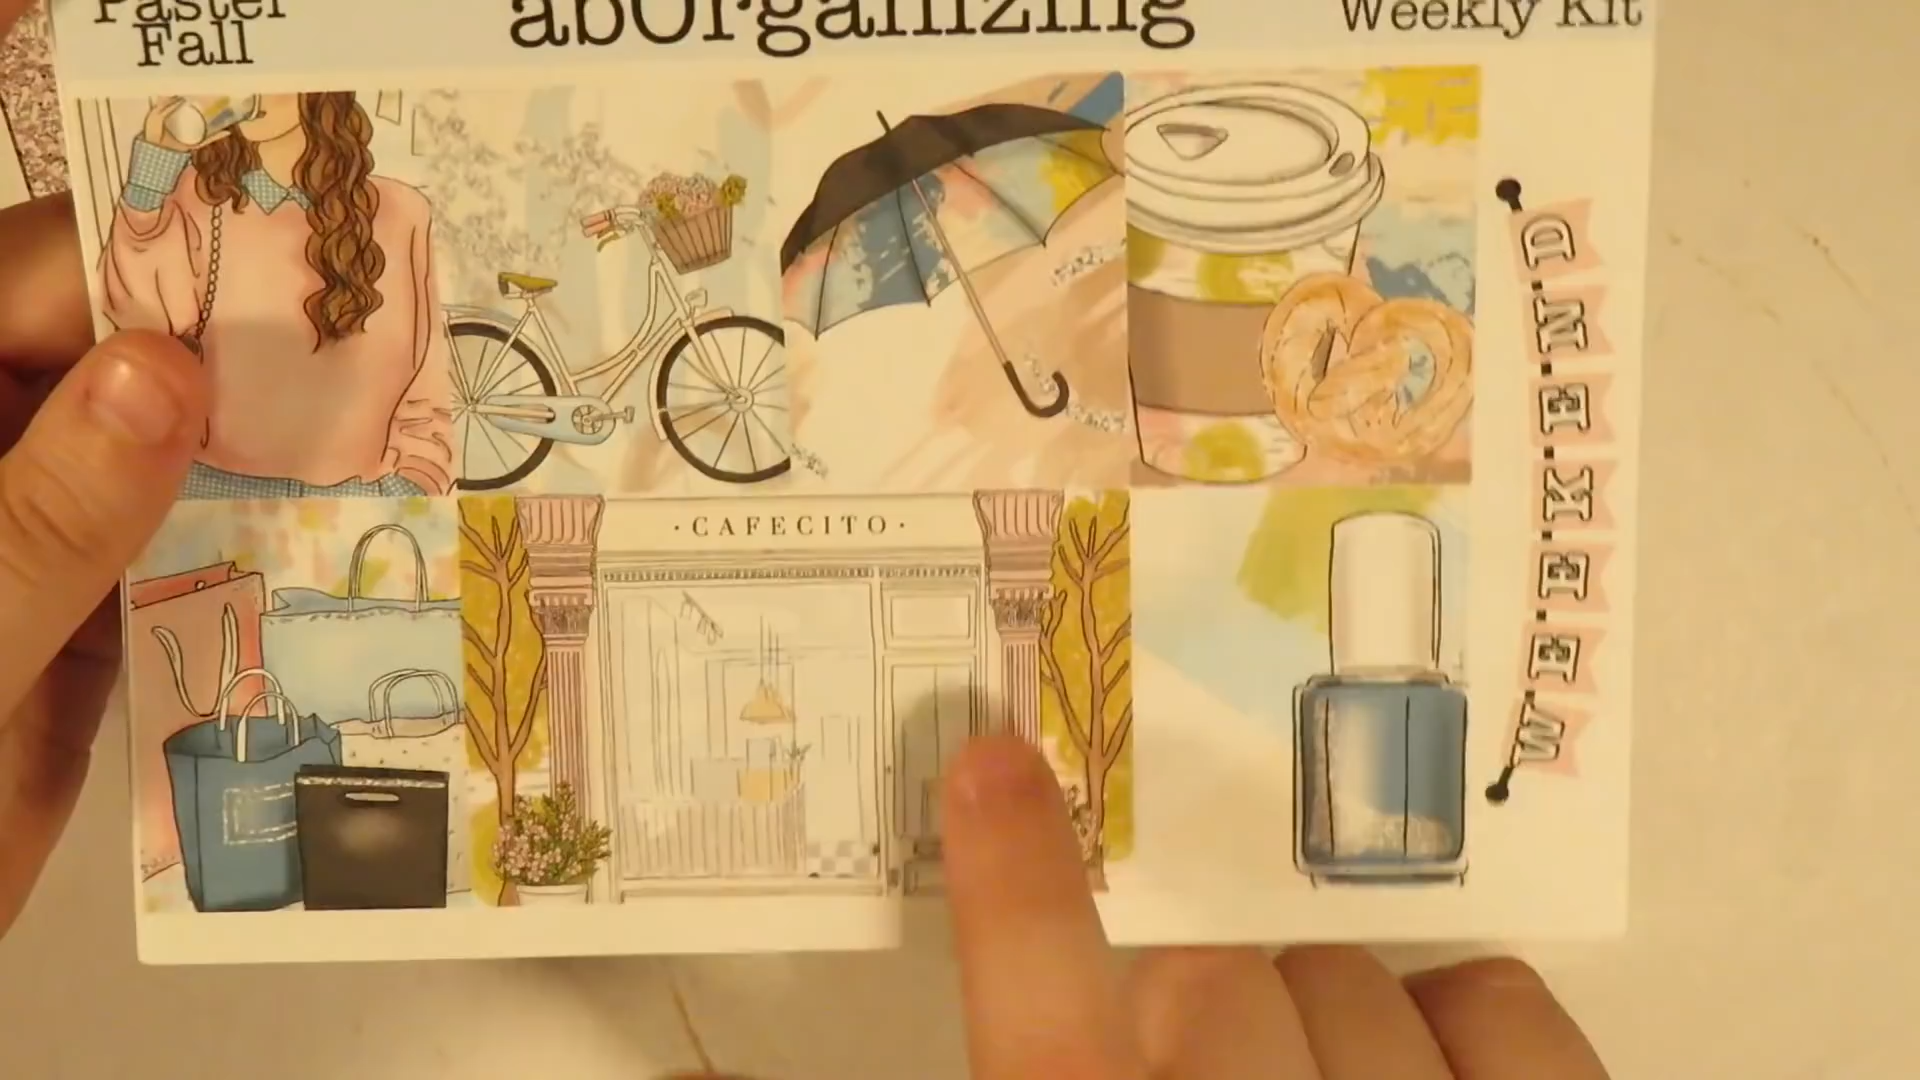 Pastel
Fall
abOrganizing
Weekly Kit
·CAFECITO·
WEEKEND